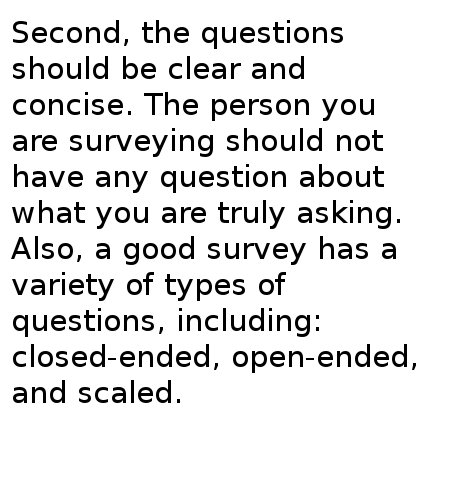 Second, the questions
should be clear and
concise. The person you
are surveying should not
have any question about
what you are truly asking.
Also, a good survey has a
variety of types of
questions, including:
closed-ended, open-ended,
and scaled.